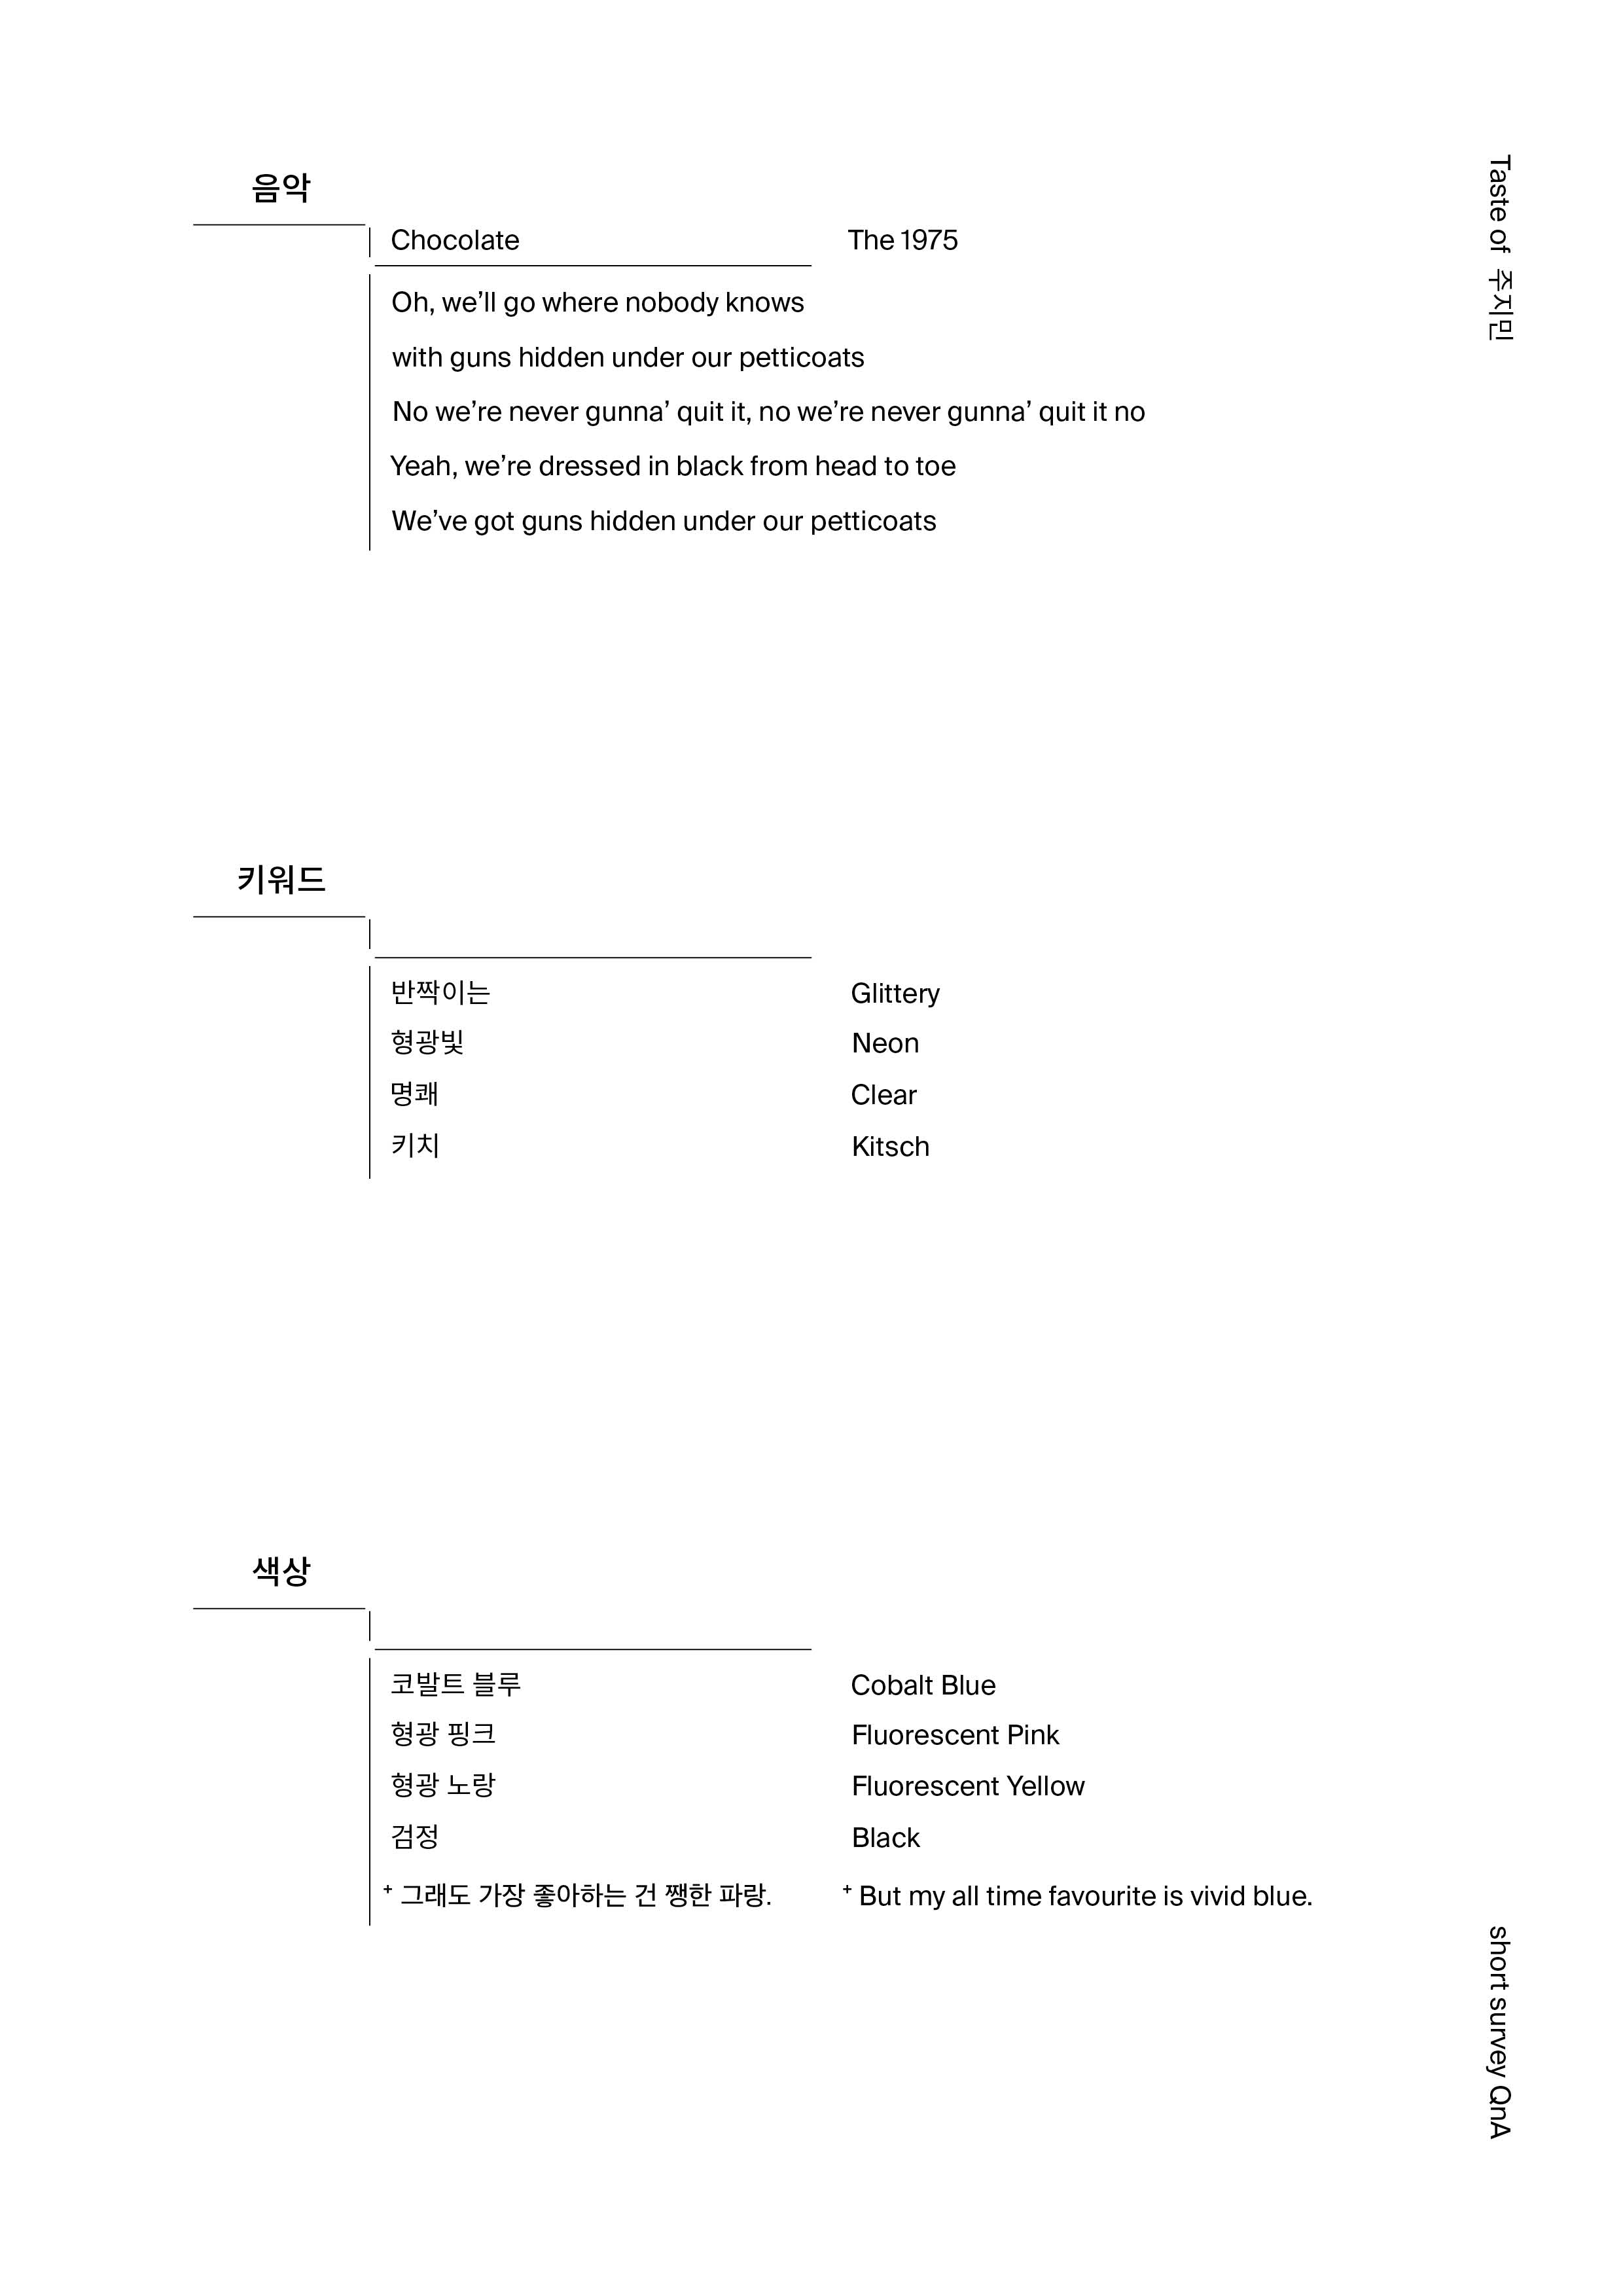 Taste of 주지민
음악
Chocolate The 1975
Oh, we’ll go where nobody knows
with guns hidden under our petticoats
No we’re never gunna’ quit it, no we’re never gunna’ quit it no
Yeah, we’re dressed in black from head to toe
We’ve got guns hidden under our petticoats
키워드
반짝이는 Glittery
형광빛 Neon
명쾌 Clear
키치 Kitsch
색상
코발트 블루 Cobalt Blue
형광 핑크 Fluorescent Pink
형광 노랑 Fluorescent Yellow
검정 Black
+ 그래도 가장 좋아하는 건 쨍한 파랑. + But my all time favourite is vivid blue.
short survey QnA